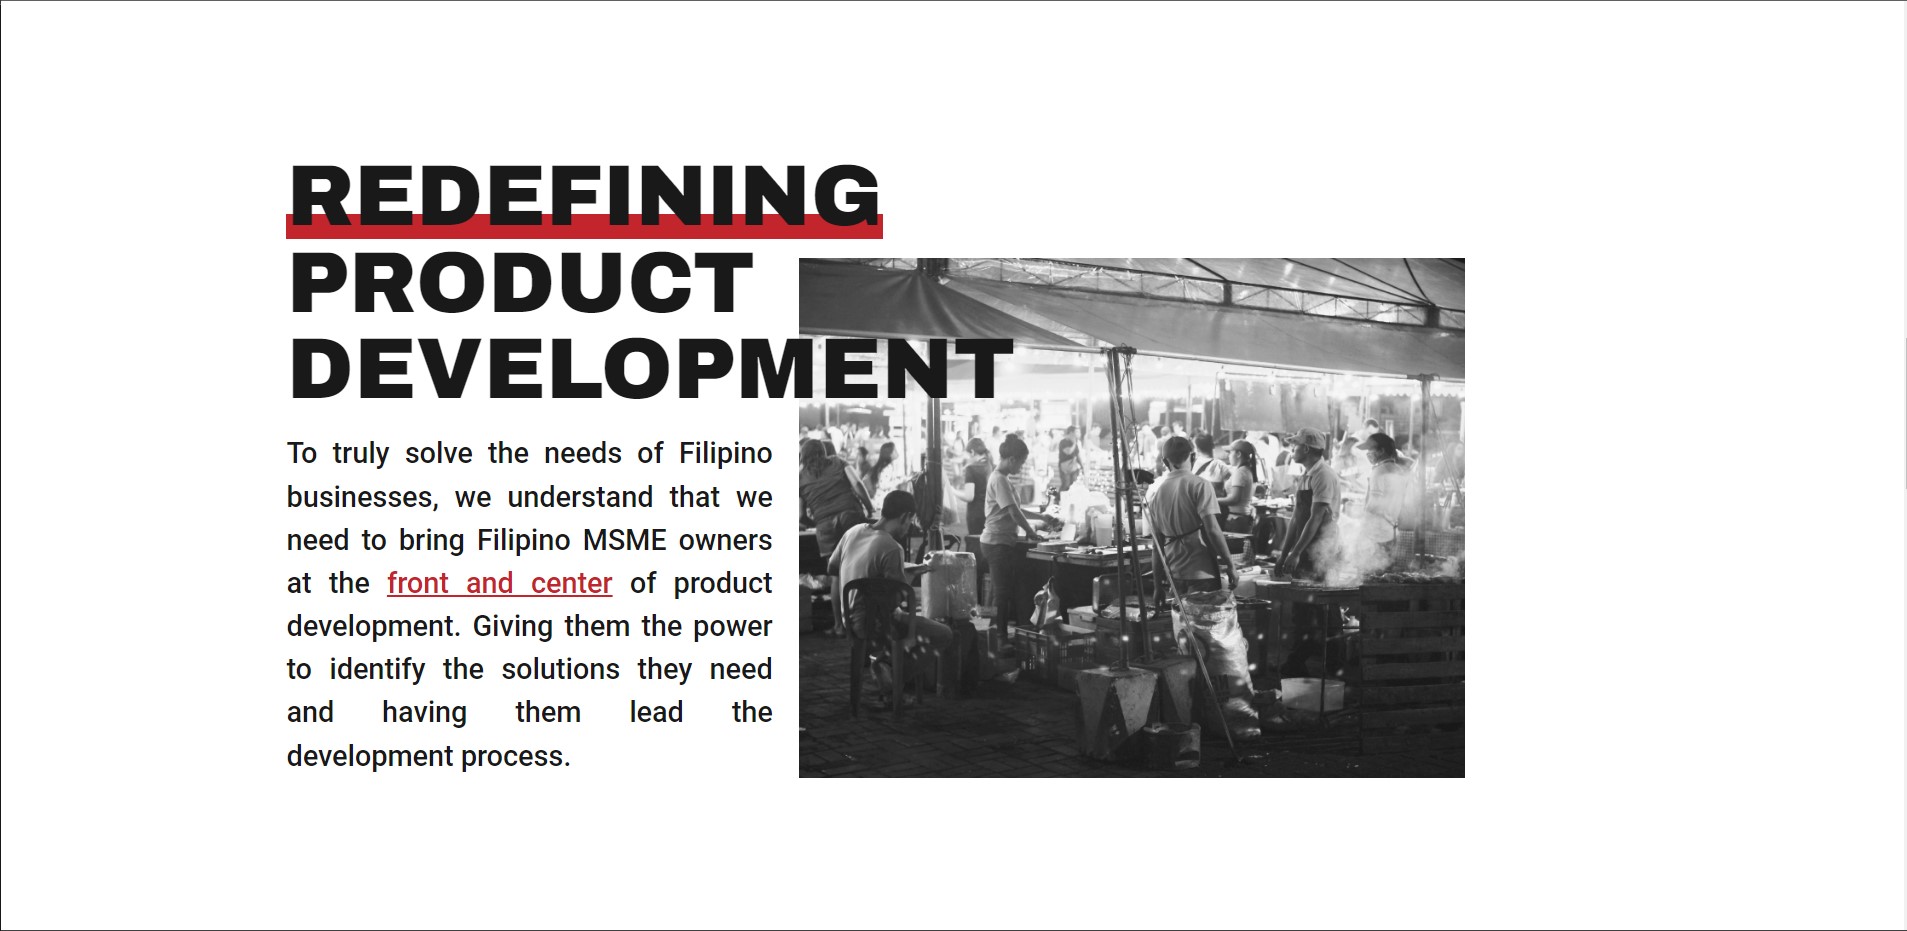 REDEFINING
PRODUCT
DEVELOPMENT
To truly solve the needs of Filipino
businesses, we understand that we
need to bring Filipino MSME owners
at the front and center of product
development. Giving them the power
to identify the solutions they need
and having them lead the
development process.